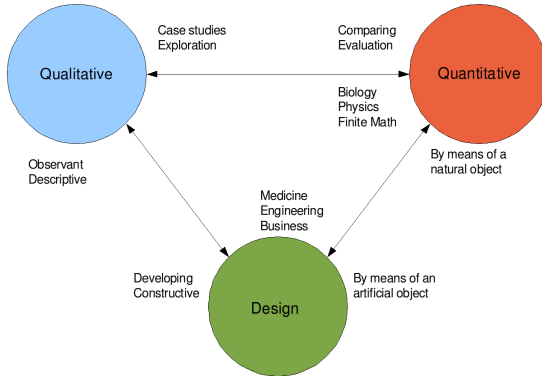 Case studies
Exploration
Comparing
Evaluation
Qualitative
Quantitative
Biology
Physics
Finite Math
Observant
Descriptive
By means of a
natural object
Medicine
Engineering
Business
Developing
Constructive
By means of an
artificial object
Design